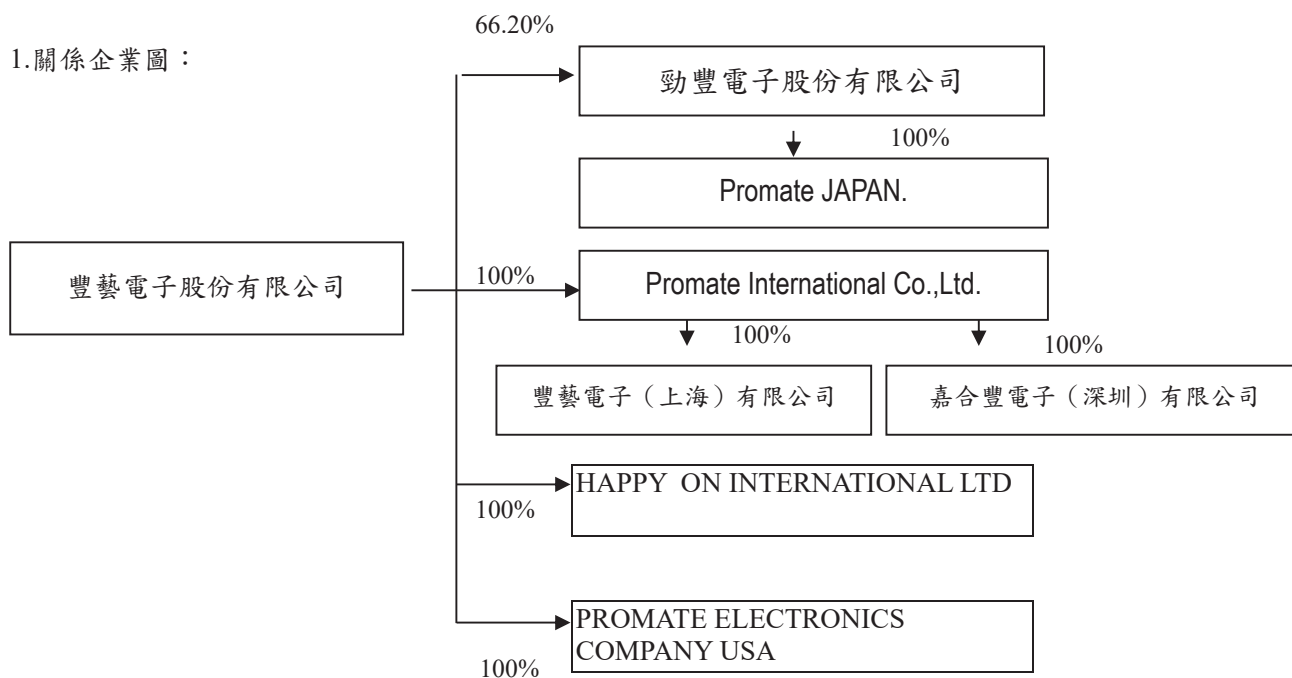 66.20%
1.關係企業圖：
勁豐電子股份有限公司
100%
Promate JAPAN.
豐藝電子股份有限公司
100%
Promate International Co.,Ltd.
100%
100%
豐藝電子（上海）有限公司
嘉合豐電子（深圳）有限公司
HAPPY ON INTERNATIONAL LTD
100%
PROMATE ELECTRONICS
COMPANY USA
100%